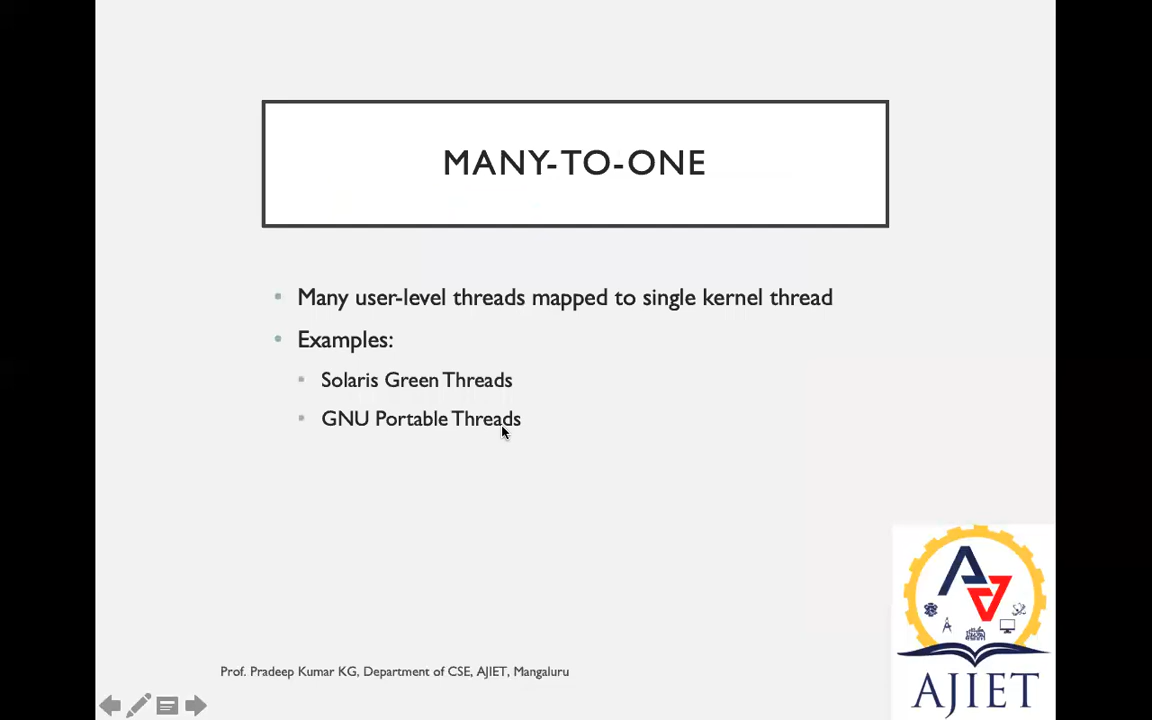 MANY-TO-ONE
Many user-level threads mapped to single kernel thread
Examples:
Solaris Green Threads
GNU Portable Threads
Prof. Pradeep Kumar KG, Department of CSE, AJIET, Mangaluru
AJIET